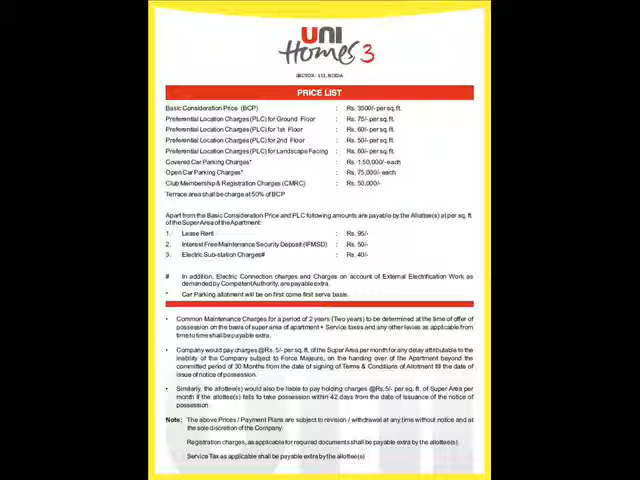 UNI
Homes 3
SECTOR - 113, NOIDA
PRICE LIST
Basic Consideration Price (BCP) : Rs. 3500/- per sq. ft.
Preferential Location Charges (PLC) for Ground Floor : Rs. 75/- per sq. ft.
Preferential Location Charges (PLC) for 1st Floor : Rs. 60/- per sq. ft.
Preferential Location Charges (PLC) for 2nd Floor : Rs. 50/- per sq. ft.
Preferential Location Charges (PLC) for Landscape Facing : Rs. 80/- per sq. ft.
Covered Car Parking Charges* : Rs. 1,50,000/-each
Open Car Parking Charges* : Rs. 75,000/-each
Club Membership & Registration Charges (CMRC) : Rs. 50,000/-
Terrace area shall be charge at 50% of BCP
Apart from the Basic Consideration Price and PLC following amounts are payable by the Allottee(s) at per sq. ft.
of the Super Area of the Apartment:
1. Lease Rent : Rs. 95/-
2. Interest Free Maintenance Security Deposit (IFMSD) : Rs. 50/-
3. Electric Sub-station Charges# : Rs. 40/-
# In addition, Electric Connection charges and Charges on account of External Electrification Work as
demanded by Competent Authority, are payable extra.
* Car Parking allotment will be on first come first serve basis.
• Common Maintenance Charges for a period of 2 years (Two years) to be determined at the time of offer of
possession on the basis of super area of apartment + Service taxes and any other levies as applicable from
time to time shall be payable extra.
• Company would pay charges @Rs. 5/- per sq. ft. of the Super Area per month for any delay attributable to the
inability of the Company subject to Force Majeure, on the handing over of the Apartment beyond the
committed period of 30 Months from the date of signing of Terms & Conditions of Allotment till the date of
issue of notice of possession.
• Similarly, the allottee(s) would also be liable to pay holding charges @Rs. 5/- per sq. ft. of Super Area per
month if the allottee(s) fails to take possession within 42 days from the date of issuance of the notice of
possession.
Note: The above Prices / Payment Plans are subject to revision / withdrawal at any time without notice and at
the sole discretion of the Company.
Registration charges, as applicable for required documents shall be payable extra by the allottee(s).
Service Tax as applicable shall be payable extra by the allottee(s)